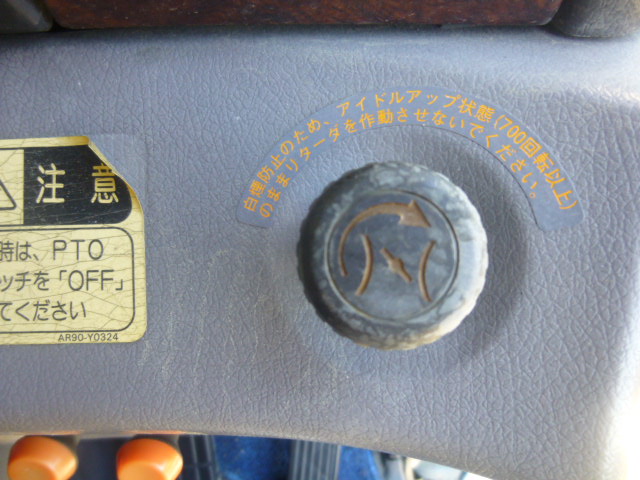 白煙防止のため、アイドルアップ状態(700回転以上)
のままリターダを作動させないでください。
注意
時は、PTO
ッチを「OFF」
てください
AR90-Y0324